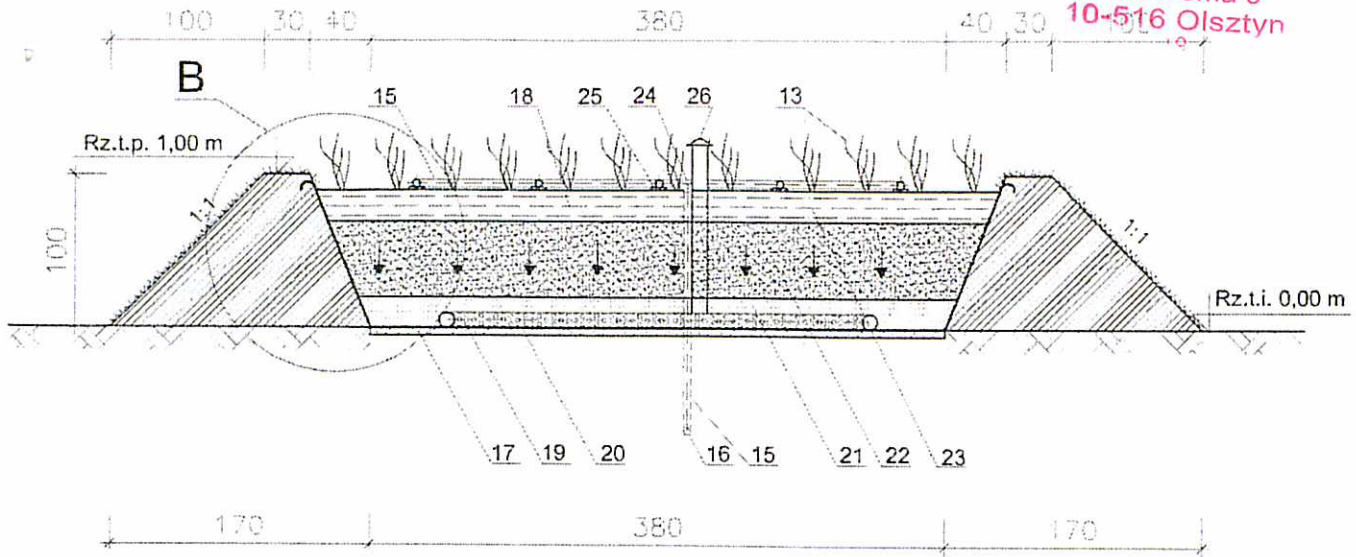 10-516 Olsztyn
100 30 40 380 40 30 100
B
15 18 25 24 26 13
Rz.t.p. 1,00 m
1:1
100
1:1
Rz.t.i. 0,00 m
17 19 20 16 15 21 22 23
170 380 170